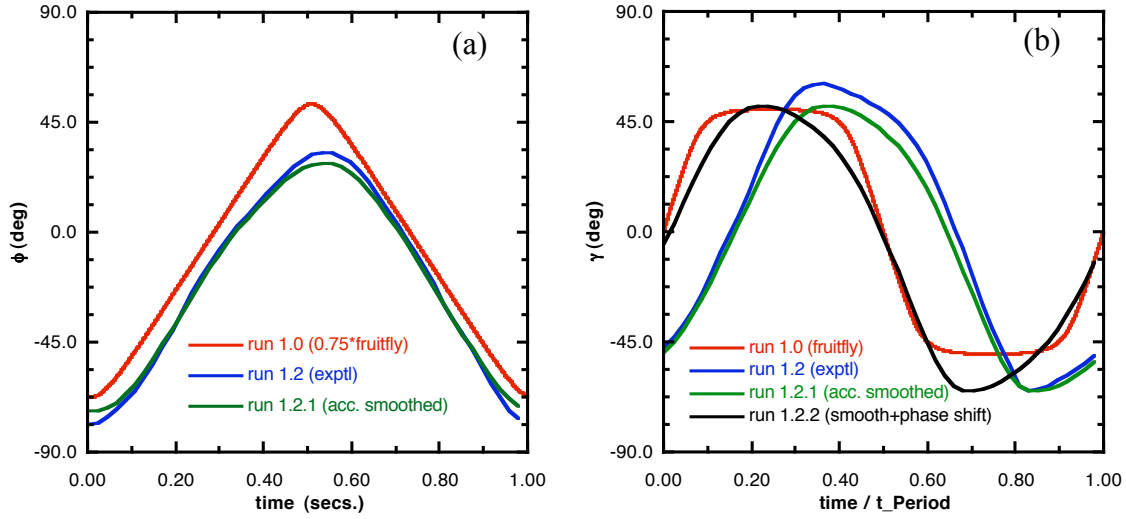 (a)
90.0
45.0
0.0
-45.0
-90.0
ϕ (deg)
run 1.0 (0.75*fruitfly)
run 1.2 (exptl)
run 1.2.1 (acc. smoothed)
0.00 0.20 0.40 0.60 0.80 1.00
time (secs.)
(b)
90.0
45.0
0.0
-45.0
-90.0
γ (deg)
run 1.0 (fruitfly)
run 1.2 (exptl)
run 1.2.1 (acc. smoothed)
run 1.2.2 (smooth+phase shift)
0.00 0.20 0.40 0.60 0.80 1.00
time / t_Period